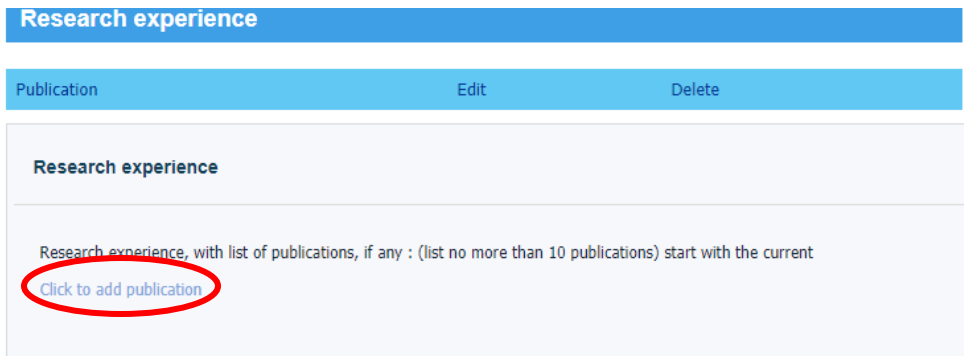 Research experience
Publication Edit Delete
Research experience
Research experience, with list of publications, if any : (list no more than 10 publications) start with the current
Click to add publication